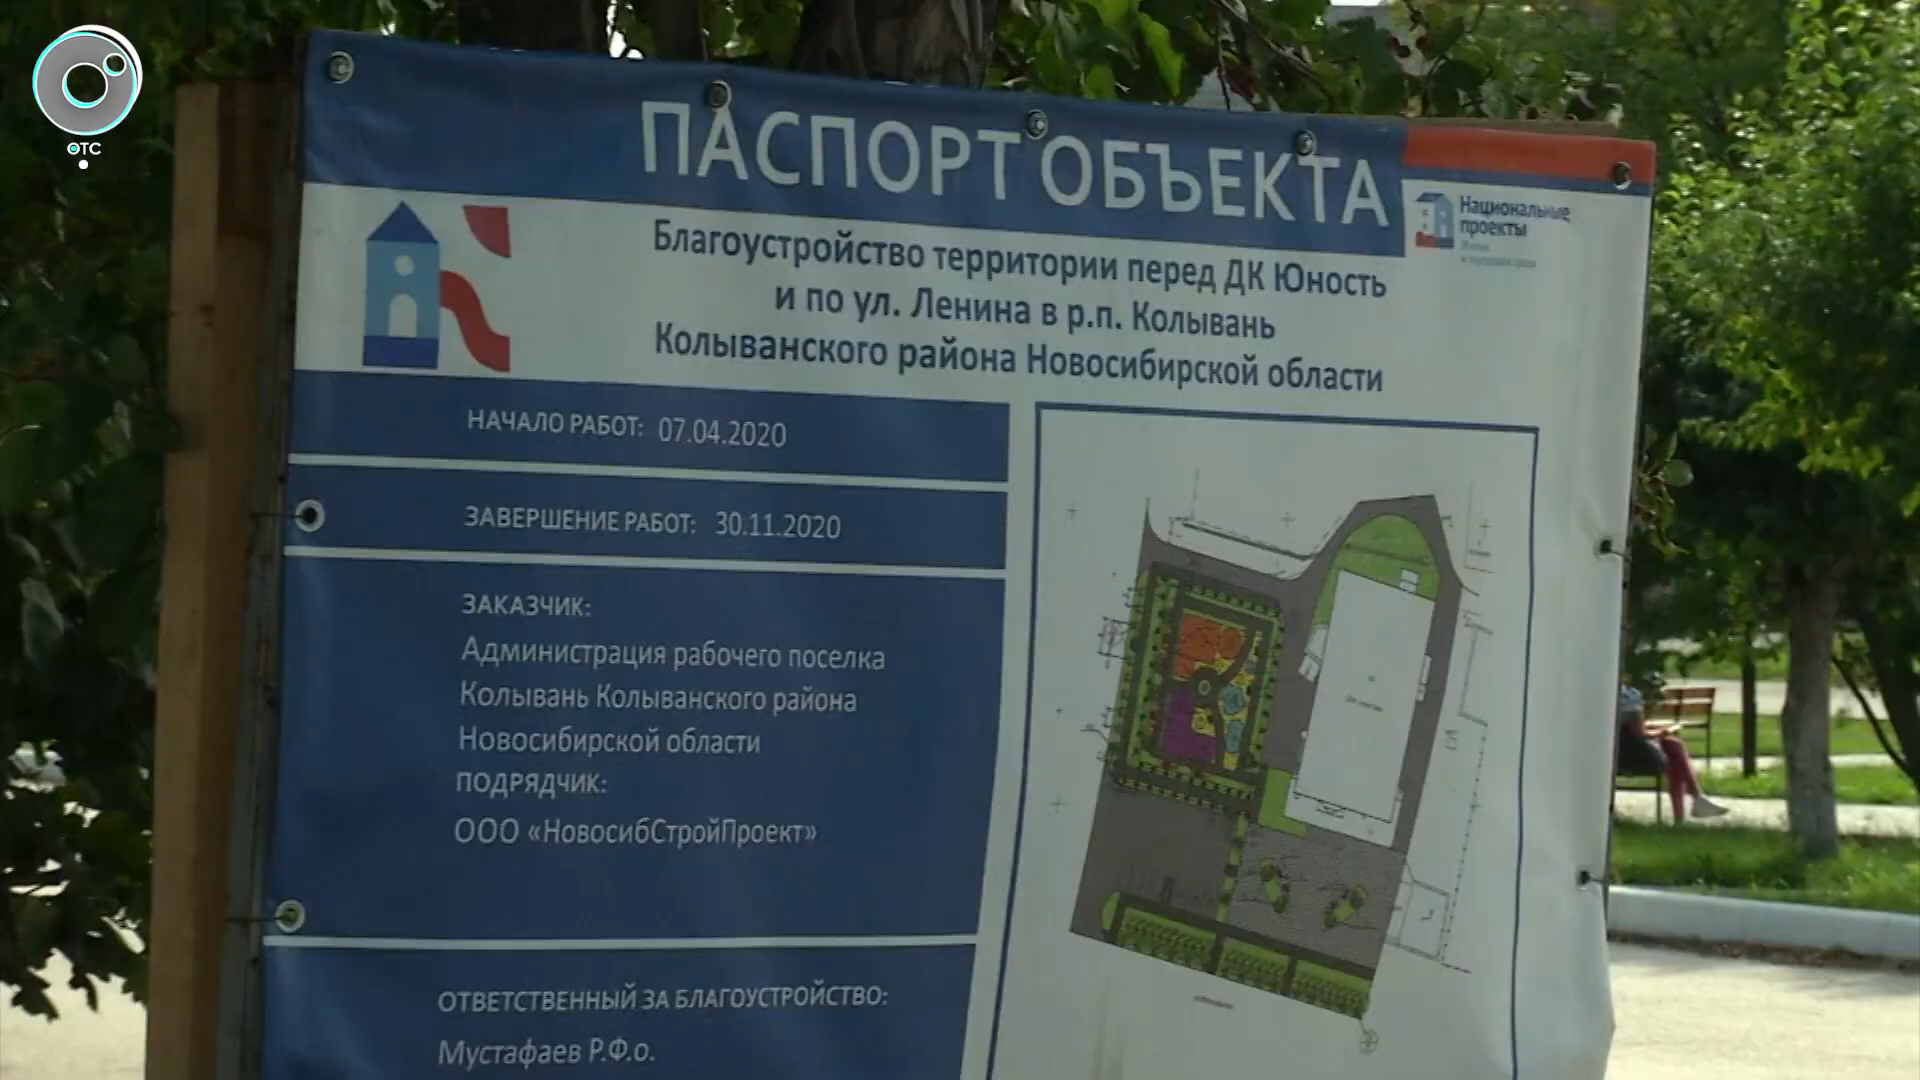 ОТС
ПАСПОРТ ОБЪЕКТА
Национальные
проекты
Благоустройство территории перед ДК Юность
и по ул. Ленина в р.п. Колывань
Колыванского района Новосибирской области
НАЧАЛО РАБОТ: 07.04.2020
ЗАВЕРШЕНИЕ РАБОТ: 30.11.2020
ЗАКАЗЧИК:
Администрация рабочего поселка
Колывань Колыванского района
Новосибирской области
ПОДРЯДЧИК:
ООО «НовосибСтройПроект»
ОТВЕТСТВЕННЫЙ ЗА БЛАГОУСТРОЙСТВО:
Мустафаев Р.Ф.о.